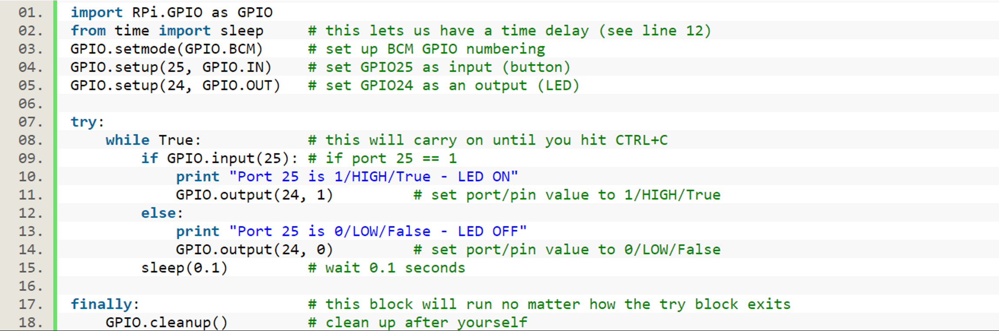 01. import RPi.GPIO as GPIO
02. from time import sleep     # this lets us have a time delay (see line 12)
03. GPIO.setmode(GPIO.BCM)     # set up BCM GPIO numbering
04. GPIO.setup(25, GPIO.IN)    # set GPIO25 as input (button)
05. GPIO.setup(24, GPIO.OUT)   # set GPIO24 as an output (LED)
06.
07. try:
08.     while True:            # this will carry on until you hit CTRL+C
09.         if GPIO.input(25): # if port 25 == 1
10.             print "Port 25 is 1/HIGH/True - LED ON"
11.             GPIO.output(24, 1)         # set port/pin value to 1/HIGH/True
12.         else:
13.             print "Port 25 is 0/LOW/False - LED OFF"
14.             GPIO.output(24, 0)         # set port/pin value to 0/LOW/False
15.         sleep(0.1)         # wait 0.1 seconds
16.
17. finally:                   # this block will run no matter how the try block exits
18.     GPIO.cleanup()         # clean up after yourself